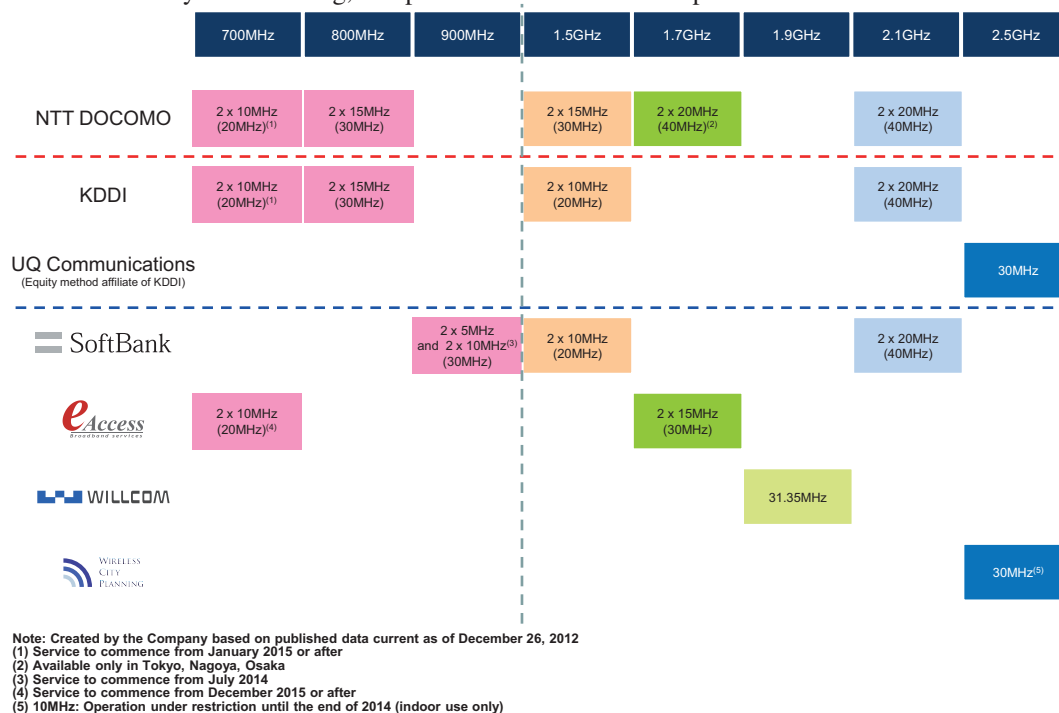 700MHz 800MHz 900MHz 1.5GHz 1.7GHz 1.9GHz 2.1GHz 2.5GHz
NTT DOCOMO
2 x 10MHz
(20MHz)(1)
2 x 15MHz
(30MHz)
2 x 15MHz
(30MHz)
2 x 20MHz
(40MHz)(2)
2 x 20MHz
(40MHz)
KDDI
2 x 10MHz
(20MHz)(1)
2 x 15MHz
(30MHz)
2 x 10MHz
(20MHz)
2 x 20MHz
(40MHz)
UQ Communications
(Equity method affiliate of KDDI)
30MHz
SoftBank
2 x 5MHz
and 2 x 10MHz(3)
(30MHz)
2 x 10MHz
(20MHz)
2 x 20MHz
(40MHz)
eAccess
Broadband services
2 x 10MHz
(20MHz)(4)
2 x 15MHz
(30MHz)
WILLCOM
31.35MHz
WIRELESS
CITY
PLANNING
30MHz(5)
Note: Created by the Company based on published data current as of December 26, 2012
(1) Service to commence from January 2015 or after
(2) Available only in Tokyo, Nagoya, Osaka
(3) Service to commence from July 2014
(4) Service to commence from December 2015 or after
(5) 10MHz: Operation under restriction until the end of 2014 (indoor use only)